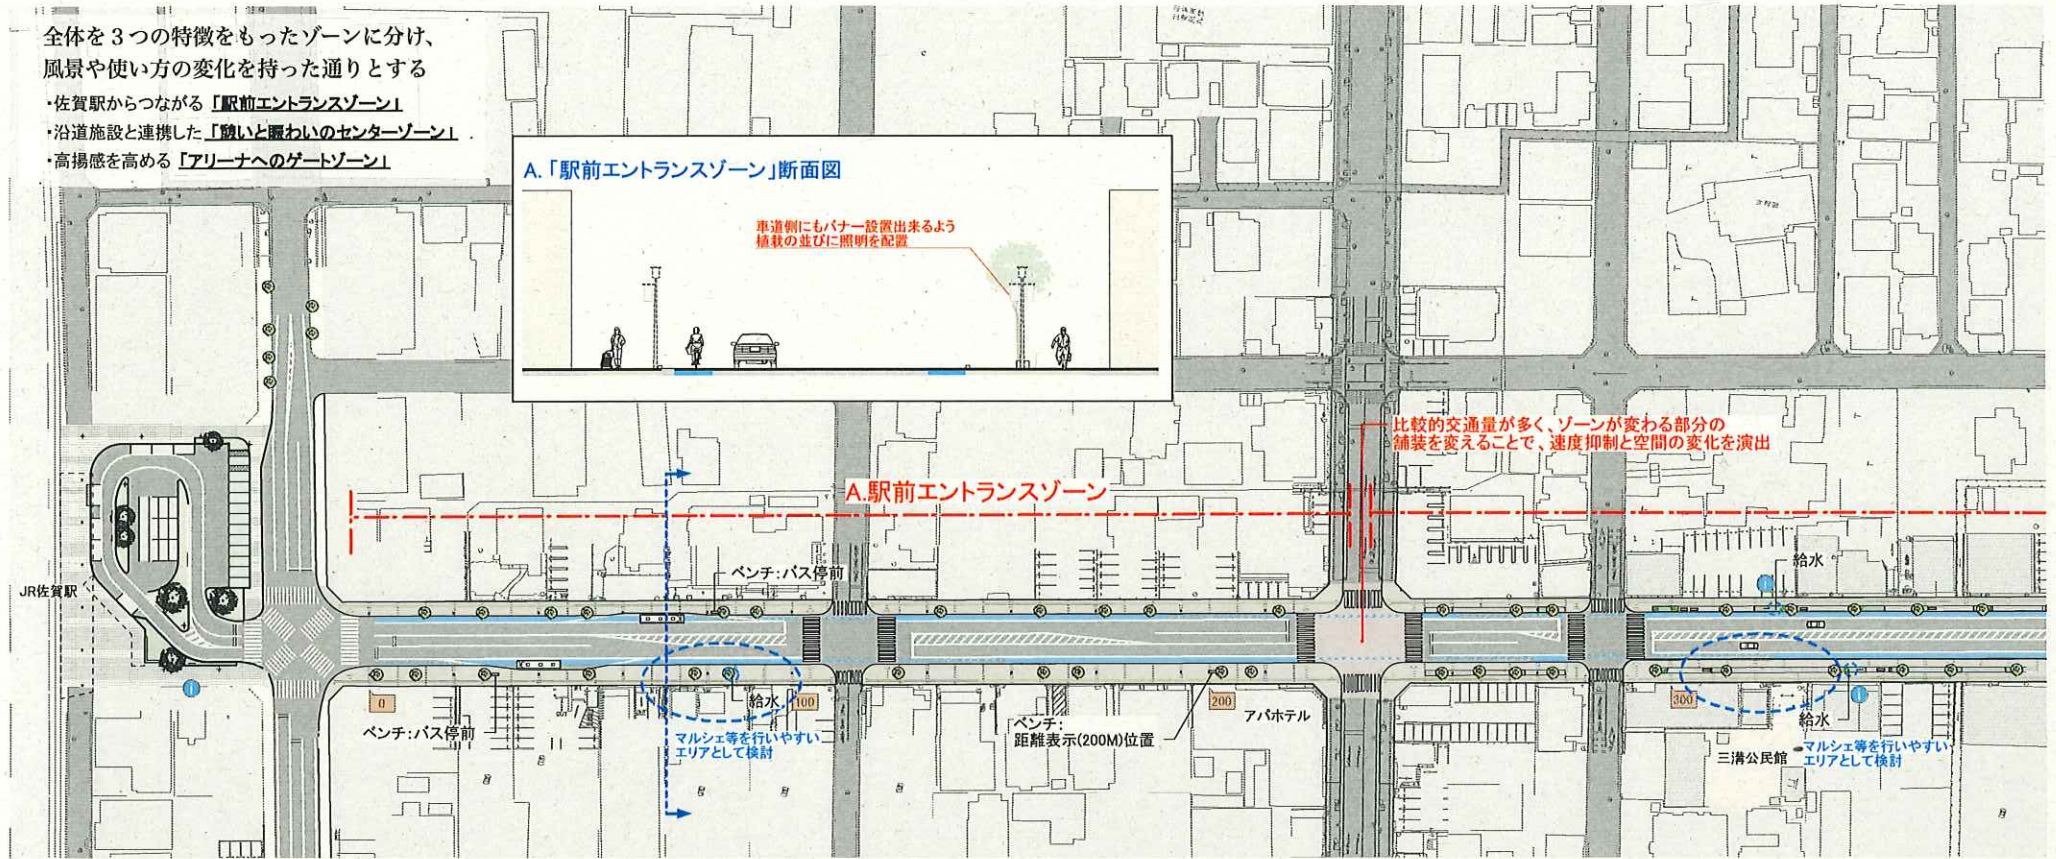 全体を3つの特徴をもったゾーンに分け、
風景や使い方の変化を持った通りとする
・佐賀駅からつながる「駅前エントランスゾーン」
・沿道施設と連携した「憩いと賑わいのセンターゾーン」
・高揚感を高める「アリーナへのゲートゾーン」
A.「駅前エントランスゾーン」断面図
車道側にもバナー設置出来るよう
植栽の並びに照明を配置
比較的交通量が多く、ゾーンが変わる部分の
舗装を変えることで、速度抑制と空間の変化を演出
A.駅前エントランスゾーン
給水
ベンチ:バス停前
JR佐賀駅
0
ベンチ:バス停前
給水
100
マルシェ等を行いやすい
エリアとして検討
ベンチ:
距離表示(200M)位置
200
アパホテル
300
給水
三溝公民館
マルシェ等を行いやすい
エリアとして検討